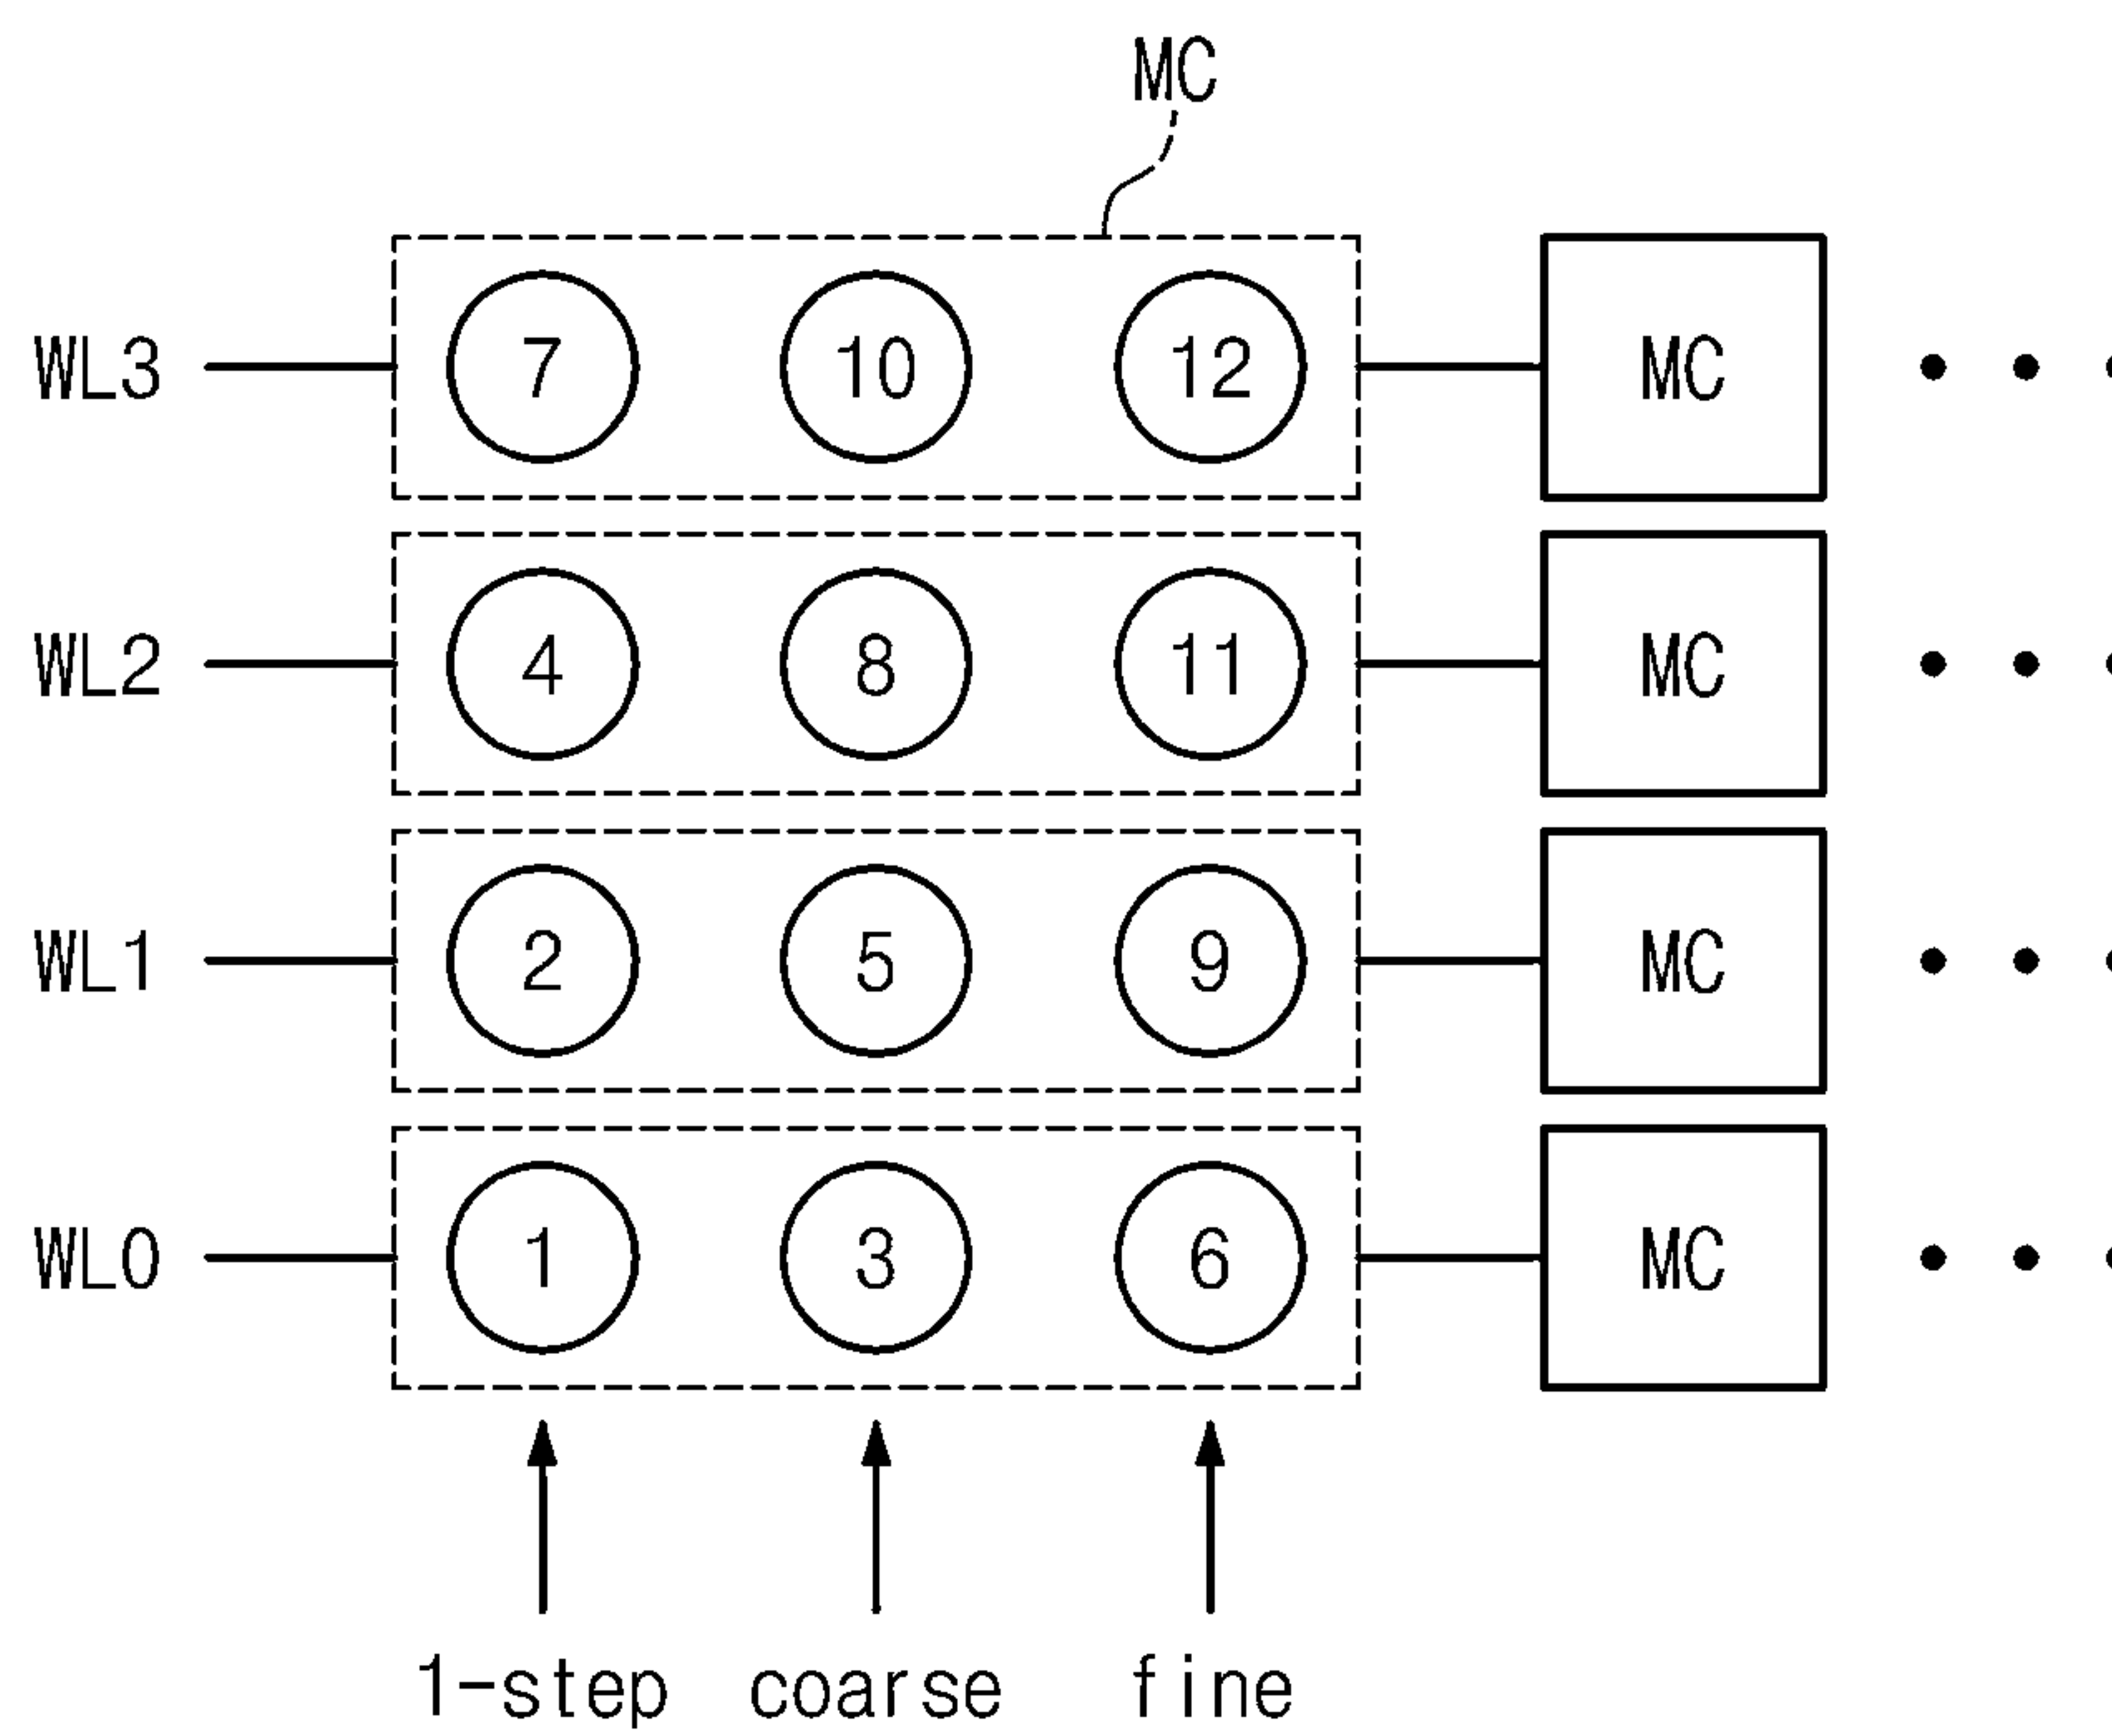 MC
WL3 7 10 12 MC
WL2 4 8 11 MC
WL1 2 5 9 MC
WL0 1 3 6 MC
1-step coarse fine